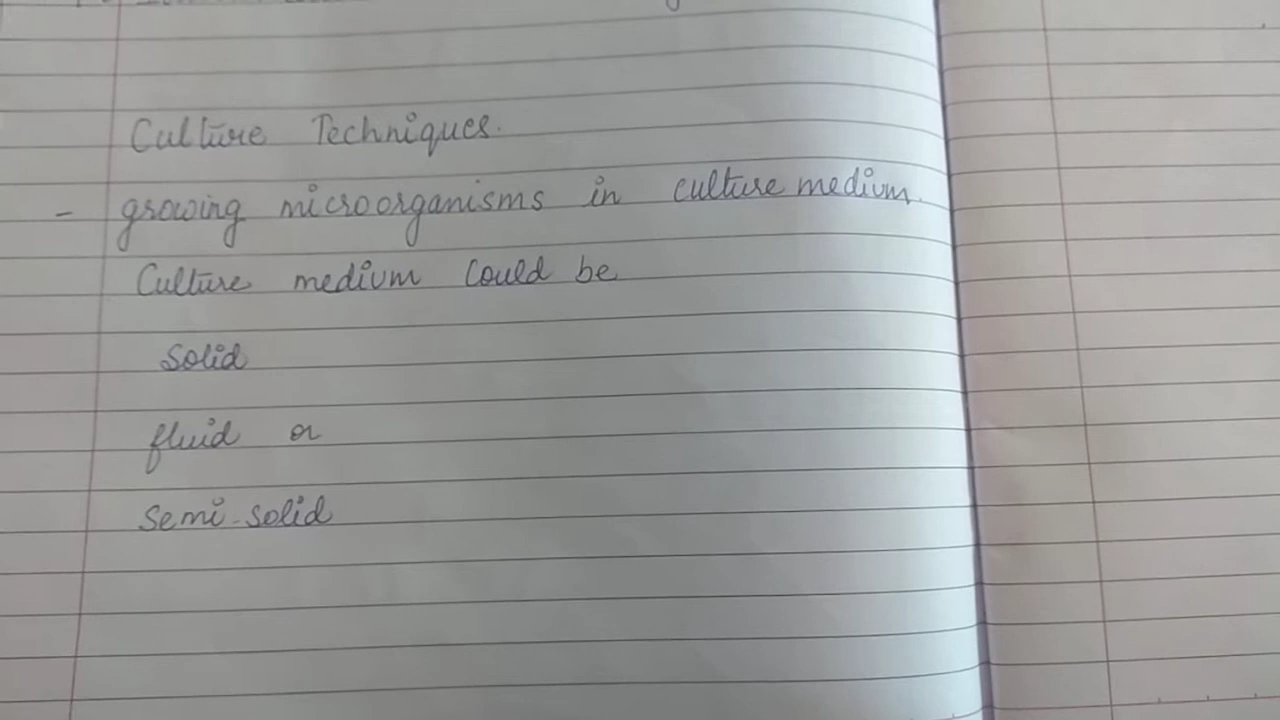 Culture Techniques.
- growing microorganisms in culture medium.
Culture medium could be
Solid
fluid or
semi-solid